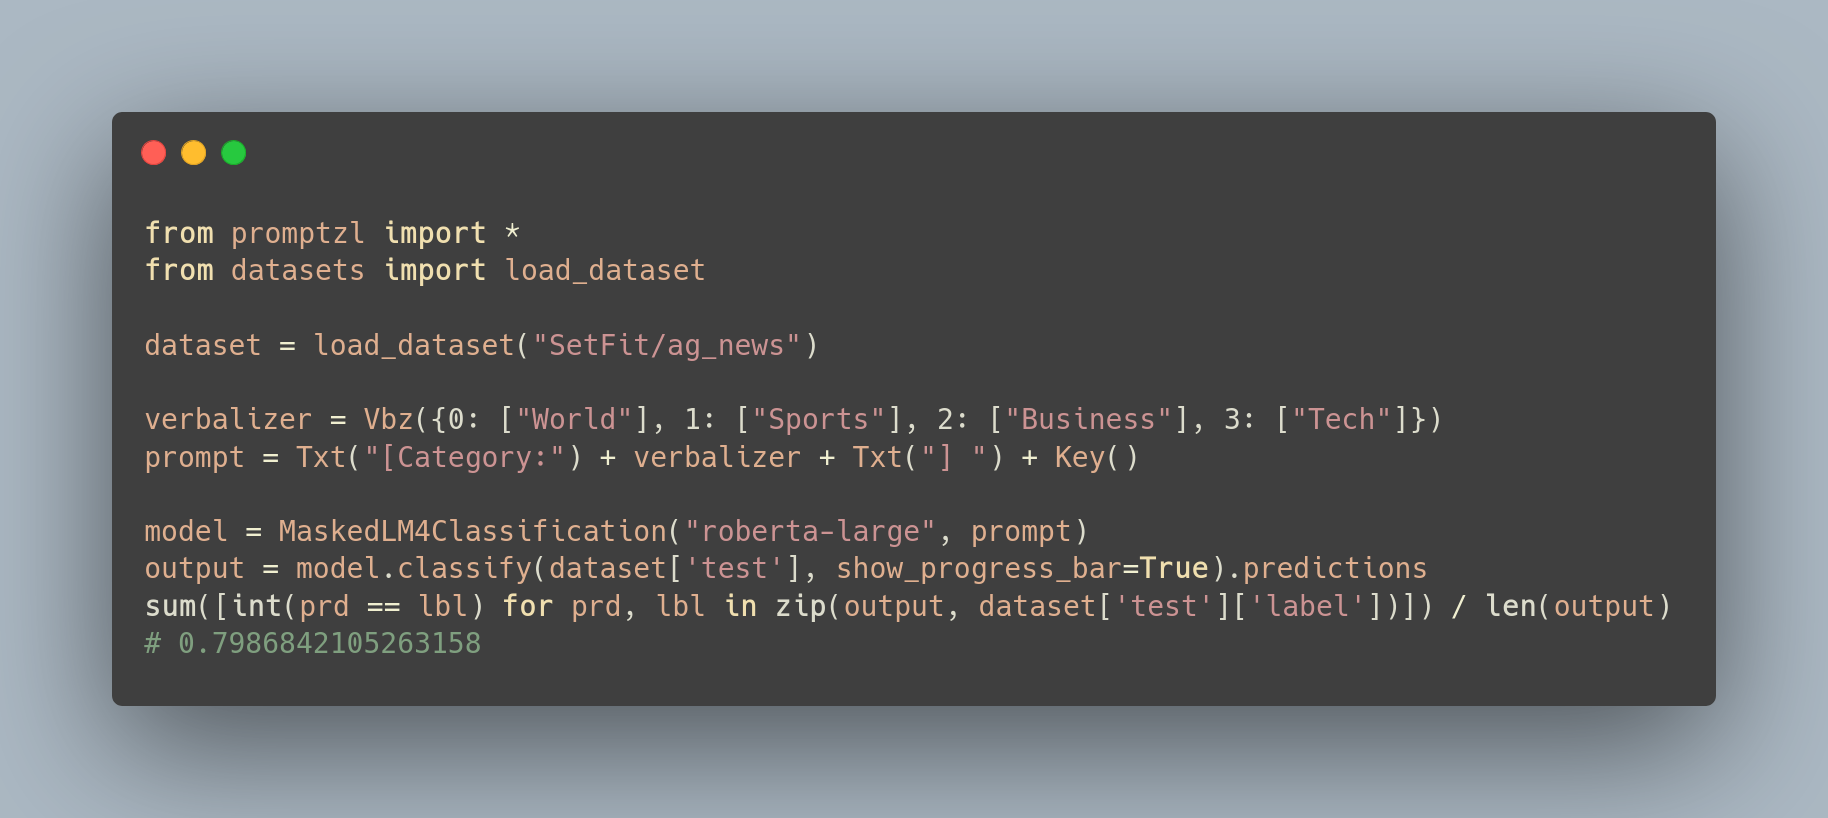 from promptzl import *
from datasets import load_dataset
dataset = load_dataset("SetFit/ag_news")
verbalizer = Vbz({0: ["World"], 1: ["Sports"], 2: ["Business"], 3: ["Tech"]})
prompt = Txt("[Category:") + verbalizer + Txt("] ") + Key()
model = MaskedLM4Classification("roberta-large", prompt)
output = model.classify(dataset['test'], show_progress_bar=True).predictions
sum([int(prd == lbl) for prd, lbl in zip(output, dataset['test']['label'])]) / len(output)
# 0.7986842105263158